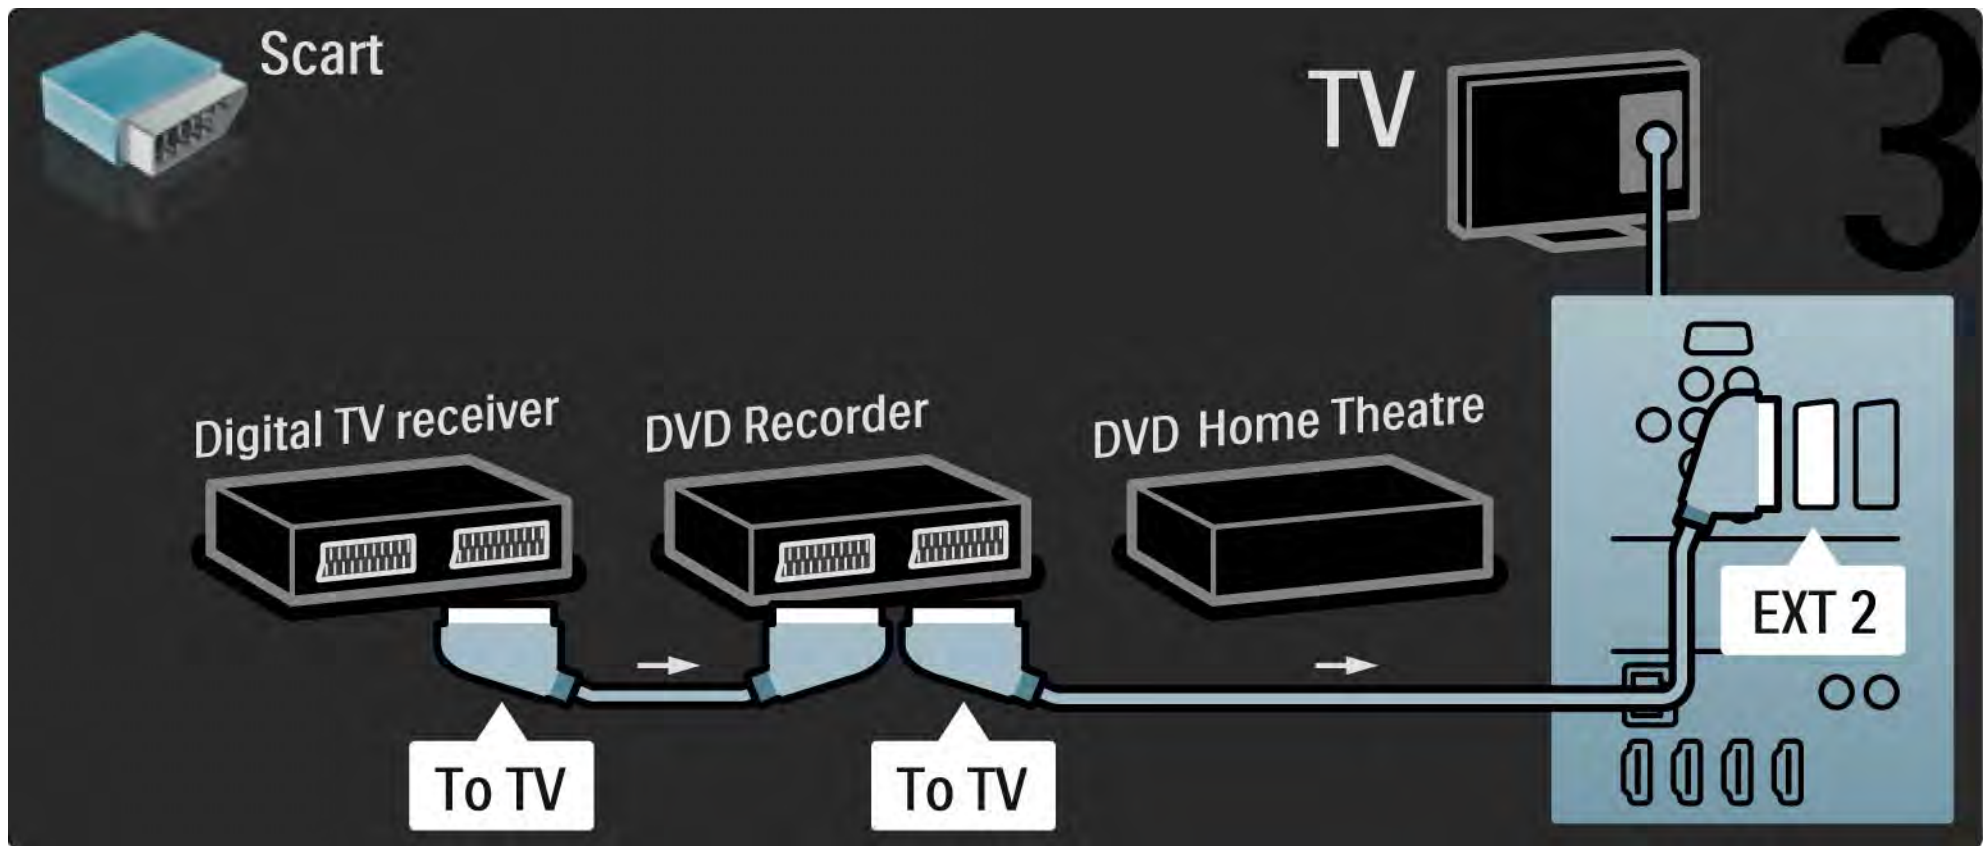 Scart
TV
3
Digital TV receiver
DVD Recorder
DVD Home Theatre
EXT 2
To TV
To TV